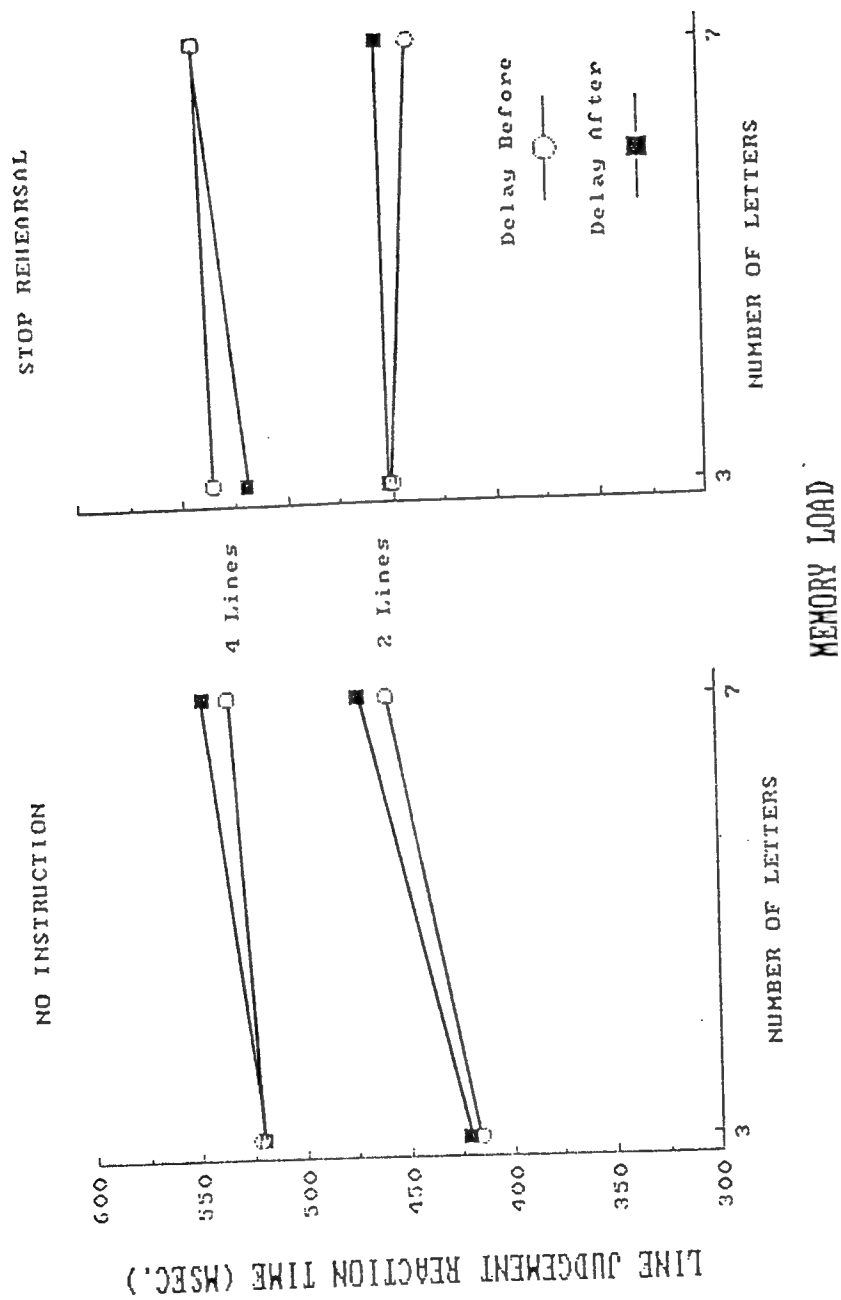 NO INSTRUCTION
STOP REHEARSAL
LINE JUDGEMENT REACTION TIME (MSEC.)
600
550
500
450
400
350
300
4 Lines
2 Lines
Delay Before
Delay After
3
7
3
7
NUMBER OF LETTERS
NUMBER OF LETTERS
MEMORY LOAD